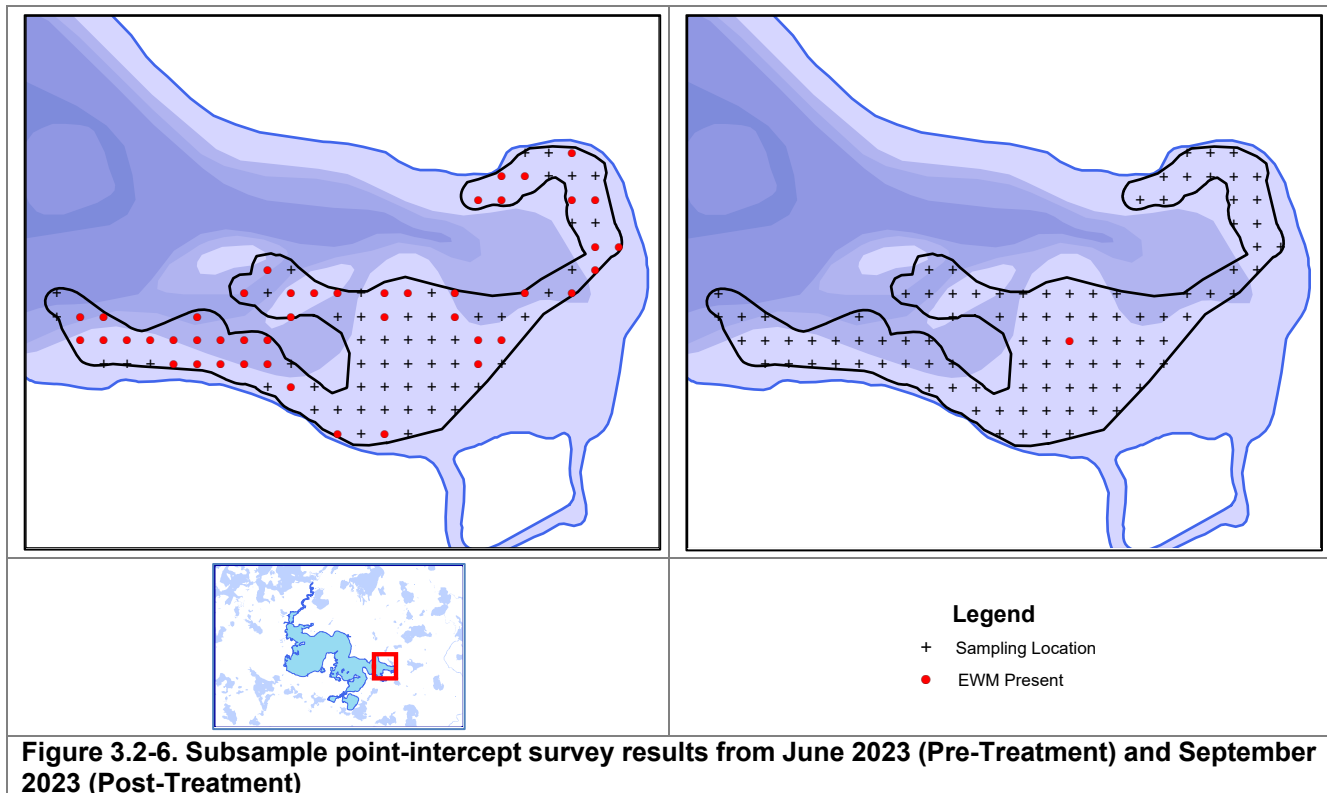 Legend
+ Sampling Location
● EWM Present
Figure 3.2-6. Subsample point-intercept survey results from June 2023 (Pre-Treatment) and September
2023 (Post-Treatment)